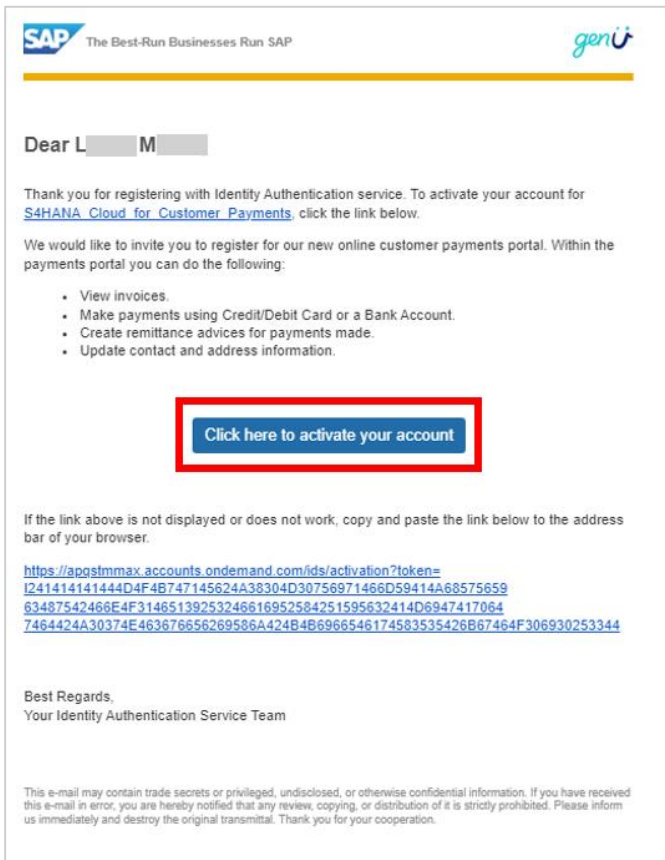 SAP The Best-Run Businesses Run SAP genU
Dear L M
Thank you for registering with Identity Authentication service. To activate your account for
S4HANA_Cloud_for_Customer_Payments, click the link below.
We would like to invite you to register for our new online customer payments portal. Within the
payments portal you can do the following:
• View invoices.
• Make payments using Credit/Debit Card or a Bank Account.
• Create remittance advices for payments made.
• Update contact and address information.
Click here to activate your account
If the link above is not displayed or does not work, copy and paste the link below to the address
bar of your browser.
https://apqstmmax.accounts.ondemand.com/ids/activation?token=
I241414141444D4F4B747145624A38304D30756971466D59414A68575659
63487542466E4F31465139253246616952584251595632414D6947417064
7464424A30374E463676656269586A424B4B6966546174583535426B67464F306930253344
Best Regards,
Your Identity Authentication Service Team
This e-mail may contain trade secrets or privileged, undisclosed, or otherwise confidential information. If you have received
this e-mail in error, you are hereby notified that any review, copying, or distribution of it is strictly prohibited. Please inform
us immediately and destroy the original transmittal. Thank you for your cooperation.